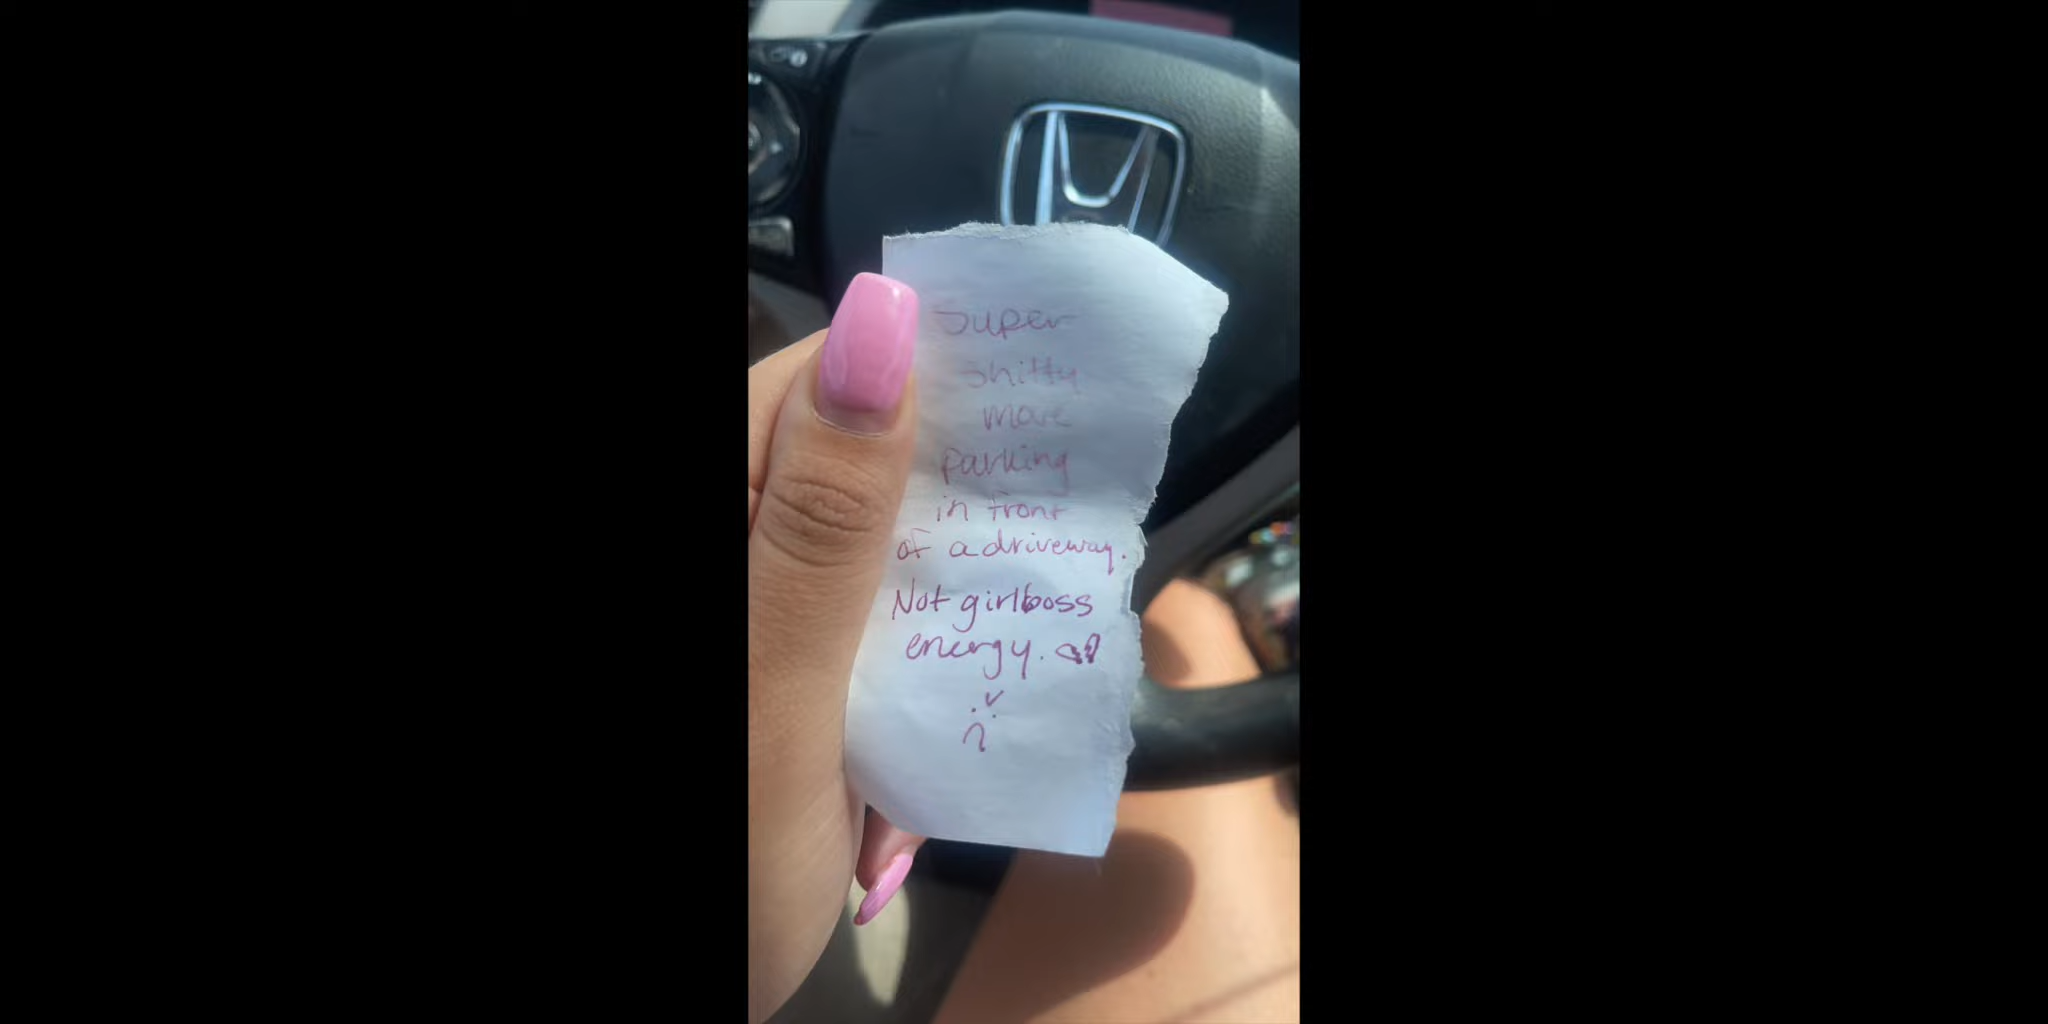 Super
shitty
move
parking
in front
of a driveway.
Not girlboss
energy.